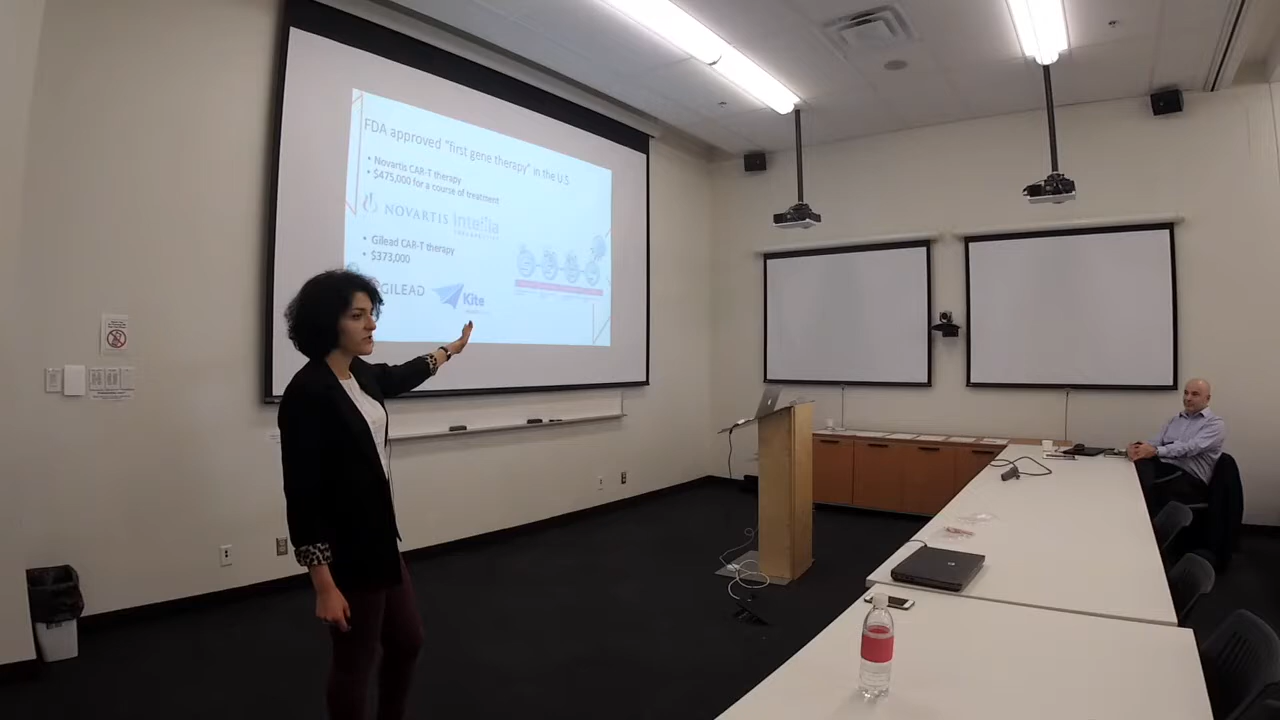 FDA approved "first gene therapy" in the U.S
• Novartis CAR-T therapy
• $475,000 for a course of treatment
NOVARTIS Intellia
THERAPEUTICS
• Gilead CAR-T therapy
• $373,000
GILEAD Kite